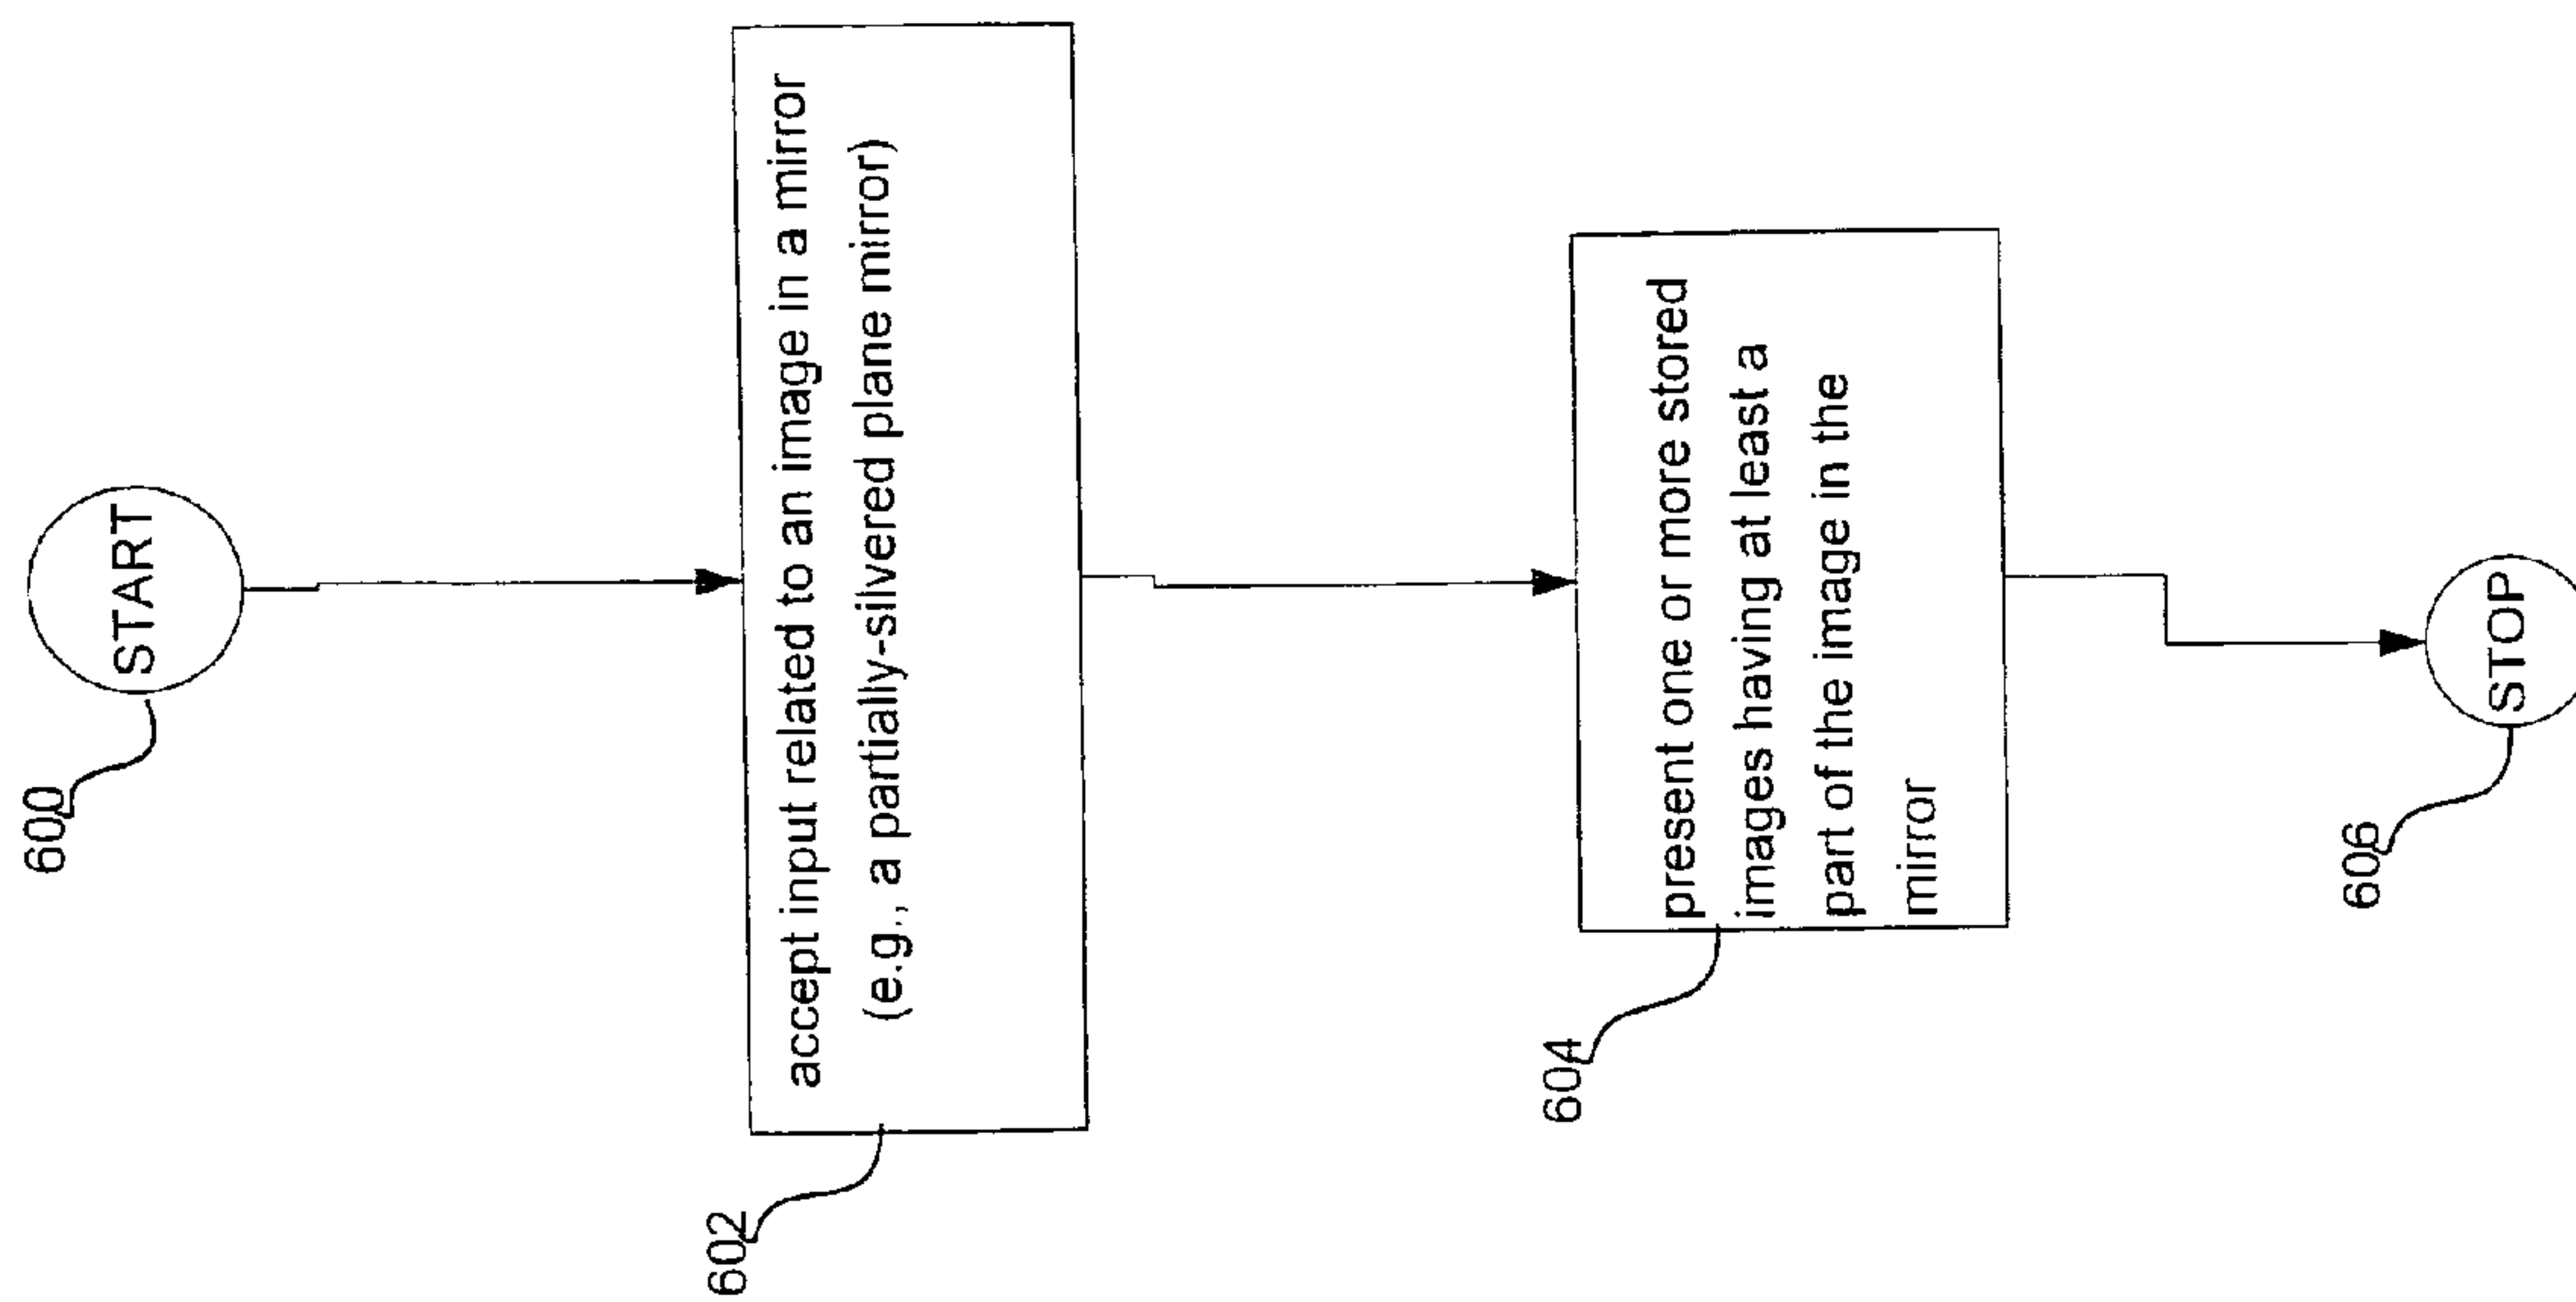 600
START
602
accept input related to an image in a mirror
(e.g., a partially-silvered plane mirror)
604
present one or more stored
images having at least a
part of the image in the
mirror
606
STOP